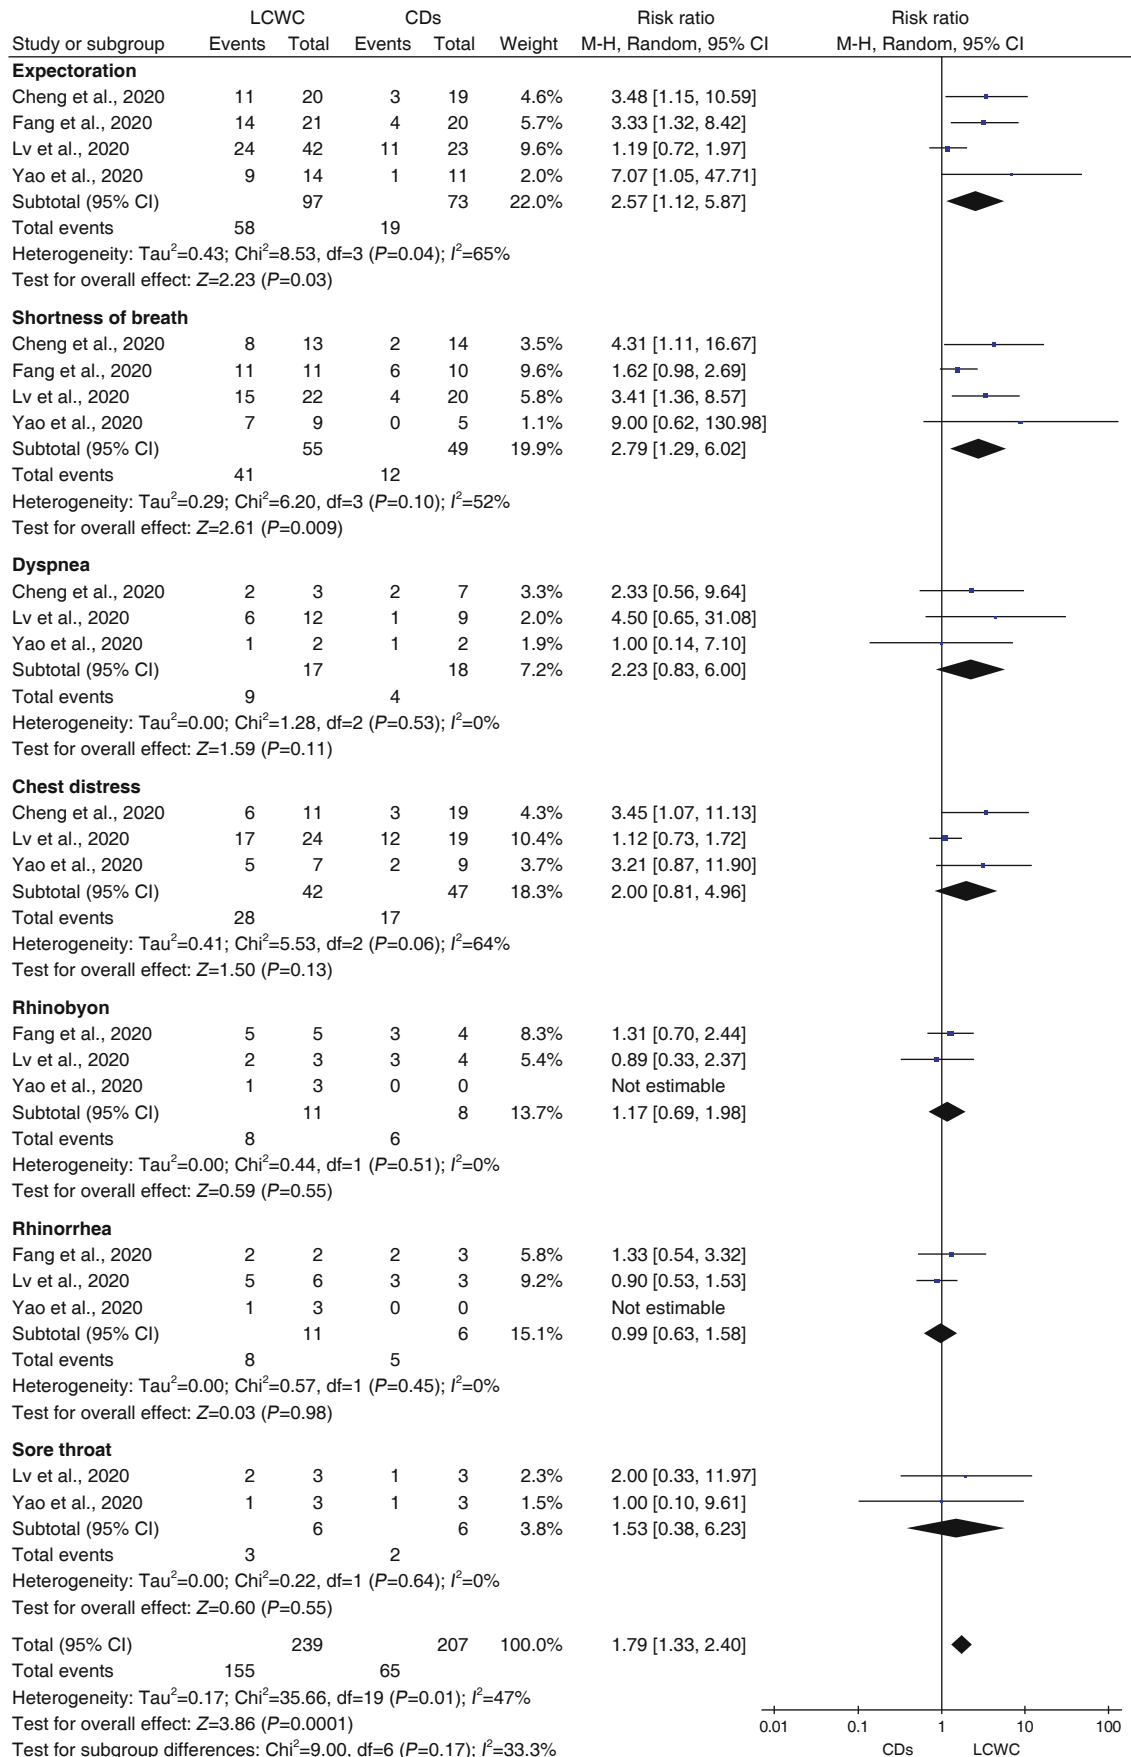 LCWC CDs Risk ratio Risk ratio
Study or subgroup Events Total Events Total Weight M-H, Random, 95% CI M-H, Random, 95% CI
Expectoration
Cheng et al., 2020 11 20 3 19 4.6% 3.48 [1.15, 10.59]
Fang et al., 2020 14 21 4 20 5.7% 3.33 [1.32, 8.42]
Lv et al., 2020 24 42 11 23 9.6% 1.19 [0.72, 1.97]
Yao et al., 2020 9 14 1 11 2.0% 7.07 [1.05, 47.71]
Subtotal (95% CI) 97 73 22.0% 2.57 [1.12, 5.87]
Total events 58 19
Heterogeneity: Tau²=0.43; Chi²=8.53, df=3 (P=0.04); I²=65%
Test for overall effect: Z=2.23 (P=0.03)
Shortness of breath
Cheng et al., 2020 8 13 2 14 3.5% 4.31 [1.11, 16.67]
Fang et al., 2020 11 11 6 10 9.6% 1.62 [0.98, 2.69]
Lv et al., 2020 15 22 4 20 5.8% 3.41 [1.36, 8.57]
Yao et al., 2020 7 9 0 5 1.1% 9.00 [0.62, 130.98]
Subtotal (95% CI) 55 49 19.9% 2.79 [1.29, 6.02]
Total events 41 12
Heterogeneity: Tau²=0.29; Chi²=6.20, df=3 (P=0.10); I²=52%
Test for overall effect: Z=2.61 (P=0.009)
Dyspnea
Cheng et al., 2020 2 3 2 7 3.3% 2.33 [0.56, 9.64]
Lv et al., 2020 6 12 1 9 2.0% 4.50 [0.65, 31.08]
Yao et al., 2020 1 2 1 2 1.9% 1.00 [0.14, 7.10]
Subtotal (95% CI) 17 18 7.2% 2.23 [0.83, 6.00]
Total events 9 4
Heterogeneity: Tau²=0.00; Chi²=1.28, df=2 (P=0.53); I²=0%
Test for overall effect: Z=1.59 (P=0.11)
Chest distress
Cheng et al., 2020 6 11 3 19 4.3% 3.45 [1.07, 11.13]
Lv et al., 2020 17 24 12 19 10.4% 1.12 [0.73, 1.72]
Yao et al., 2020 5 7 2 9 3.7% 3.21 [0.87, 11.90]
Subtotal (95% CI) 42 47 18.3% 2.00 [0.81, 4.96]
Total events 28 17
Heterogeneity: Tau²=0.41; Chi²=5.53, df=2 (P=0.06); I²=64%
Test for overall effect: Z=1.50 (P=0.13)
Rhinobyon
Fang et al., 2020 5 5 3 4 8.3% 1.31 [0.70, 2.44]
Lv et al., 2020 2 3 3 4 5.4% 0.89 [0.33, 2.37]
Yao et al., 2020 1 3 0 0 Not estimable
Subtotal (95% CI) 11 8 13.7% 1.17 [0.69, 1.98]
Total events 8 6
Heterogeneity: Tau²=0.00; Chi²=0.44, df=1 (P=0.51); I²=0%
Test for overall effect: Z=0.59 (P=0.55)
Rhinorrhea
Fang et al., 2020 2 2 2 3 5.8% 1.33 [0.54, 3.32]
Lv et al., 2020 5 6 3 3 9.2% 0.90 [0.53, 1.53]
Yao et al., 2020 1 3 0 0 Not estimable
Subtotal (95% CI) 11 6 15.1% 0.99 [0.63, 1.58]
Total events 8 5
Heterogeneity: Tau²=0.00; Chi²=0.57, df=1 (P=0.45); I²=0%
Test for overall effect: Z=0.03 (P=0.98)
Sore throat
Lv et al., 2020 2 3 1 3 2.3% 2.00 [0.33, 11.97]
Yao et al., 2020 1 3 1 3 1.5% 1.00 [0.10, 9.61]
Subtotal (95% CI) 6 6 3.8% 1.53 [0.38, 6.23]
Total events 3 2
Heterogeneity: Tau²=0.00; Chi²=0.22, df=1 (P=0.64); I²=0%
Test for overall effect: Z=0.60 (P=0.55)
Total (95% CI) 239 207 100.0% 1.79 [1.33, 2.40]
Total events 155 65
Heterogeneity: Tau²=0.17; Chi²=35.66, df=19 (P=0.01); I²=47%
Test for overall effect: Z=3.86 (P=0.0001)
0.01 0.1 1 10 100
Test for subgroup differences: Chi²=9.00, df=6 (P=0.17); I²=33.3%
CDs LCWC